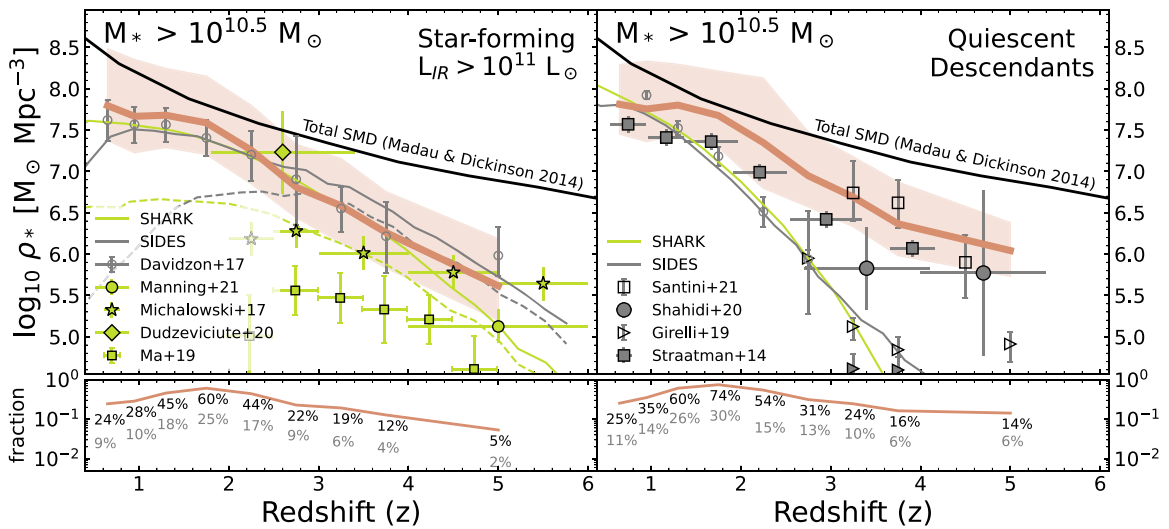 M* > 10^10.5 M⊙
Star-forming
L_IR > 10^11 L⊙
Total SMD (Madau & Dickinson 2014)
SHARK
SIDES
Davidzon+17
Manning+21
Michalowski+17
Dudzeviciute+20
Ma+19
log10 ρ* [M⊙ Mpc^-3]
8.5
8.0
7.5
7.0
6.5
6.0
5.5
5.0
M* > 10^10.5 M⊙
Quiescent
Descendants
Total SMD (Madau & Dickinson 2014)
SHARK
SIDES
Santini+21
Shahidi+20
Girelli+19
Straatman+14
8.5
8.0
7.5
7.0
6.5
6.0
5.5
5.0
fraction
10^0
10^-1
10^-2
24% 28% 45% 60% 44% 22% 19% 12% 5%
9% 10% 18% 25% 17% 9% 6% 4% 2%
25% 35% 60% 74% 54% 31% 24% 16% 14%
11% 14% 26% 30% 15% 13% 10% 6% 6%
10^0
10^-1
10^-2
1 2 3 4 5 6
Redshift (z)
1 2 3 4 5 6
Redshift (z)